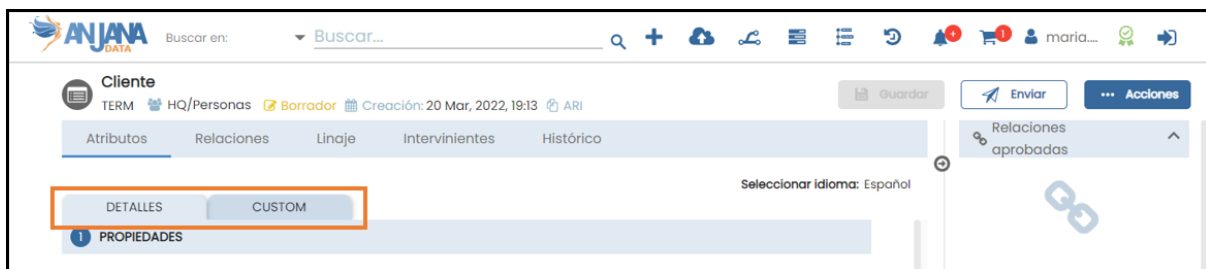 ANJANA DATA Buscar en: Buscar... + 1 maria....
Cliente
TERM HQ/Personas Borrador Creación: 20 Mar, 2022, 19:13 ARI
Guardar Enviar ... Acciones
Atributos Relaciones Linaje Intervinientes Histórico
Relaciones
aprobadas
Seleccionar idioma: Español
DETALLES CUSTOM
1 PROPIEDADES